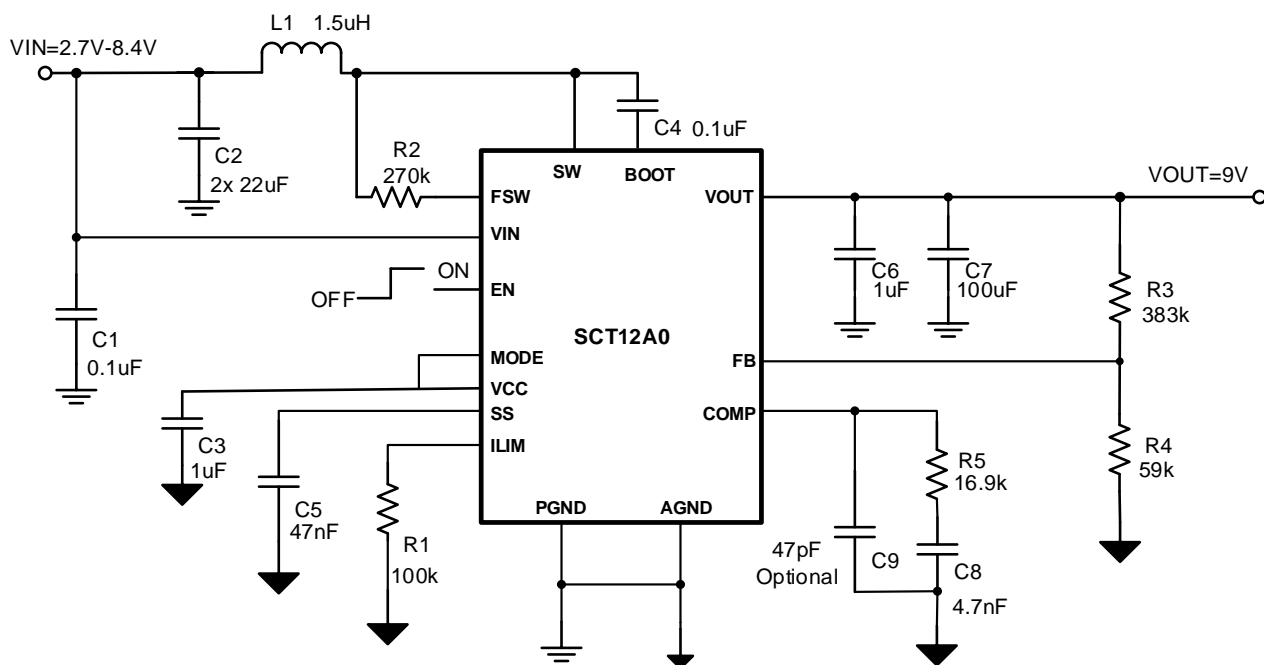 L1 1.5uH
VIN=2.7V-8.4V
C4 0.1uF
C2
2x 22uF
R2
270k
SW
BOOT
FSW
VOUT
VOUT=9V
VIN
ON
OFF
EN
C6
1uF
C7
100uF
R3
383k
C1
0.1uF
SCT12A0
MODE
FB
VCC
SS
COMP
ILIM
C3
1uF
C5
47nF
R1
100k
R5
16.9k
R4
59k
PGND
AGND
47pF
Optional
C9
C8
4.7nF